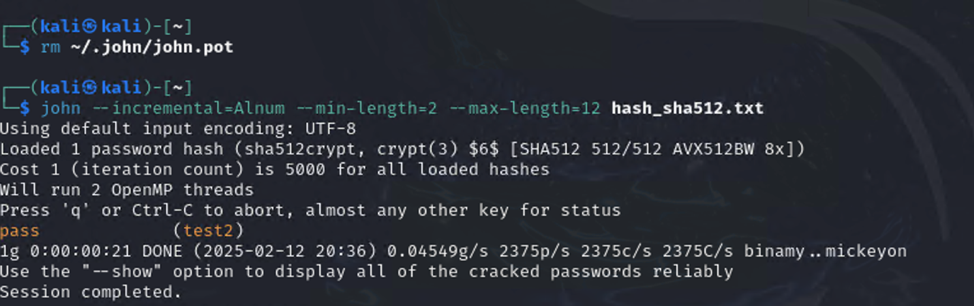 ┌──(kali㉿kali)-[~]
└─$ rm ~/.john/john.pot
┌──(kali㉿kali)-[~]
└─$ john --incremental=Alnum --min-length=2 --max-length=12 hash_sha512.txt
Using default input encoding: UTF-8
Loaded 1 password hash (sha512crypt, crypt(3) $6$ [SHA512 512/512 AVX512BW 8x])
Cost 1 (iteration count) is 5000 for all loaded hashes
Will run 2 OpenMP threads
Press 'q' or Ctrl-C to abort, almost any other key for status
pass             (test2)
1g 0:00:00:21 DONE (2025-02-12 20:36) 0.04549g/s 2375p/s 2375c/s 2375C/s binamy..mickeyon
Use the "--show" option to display all of the cracked passwords reliably
Session completed.